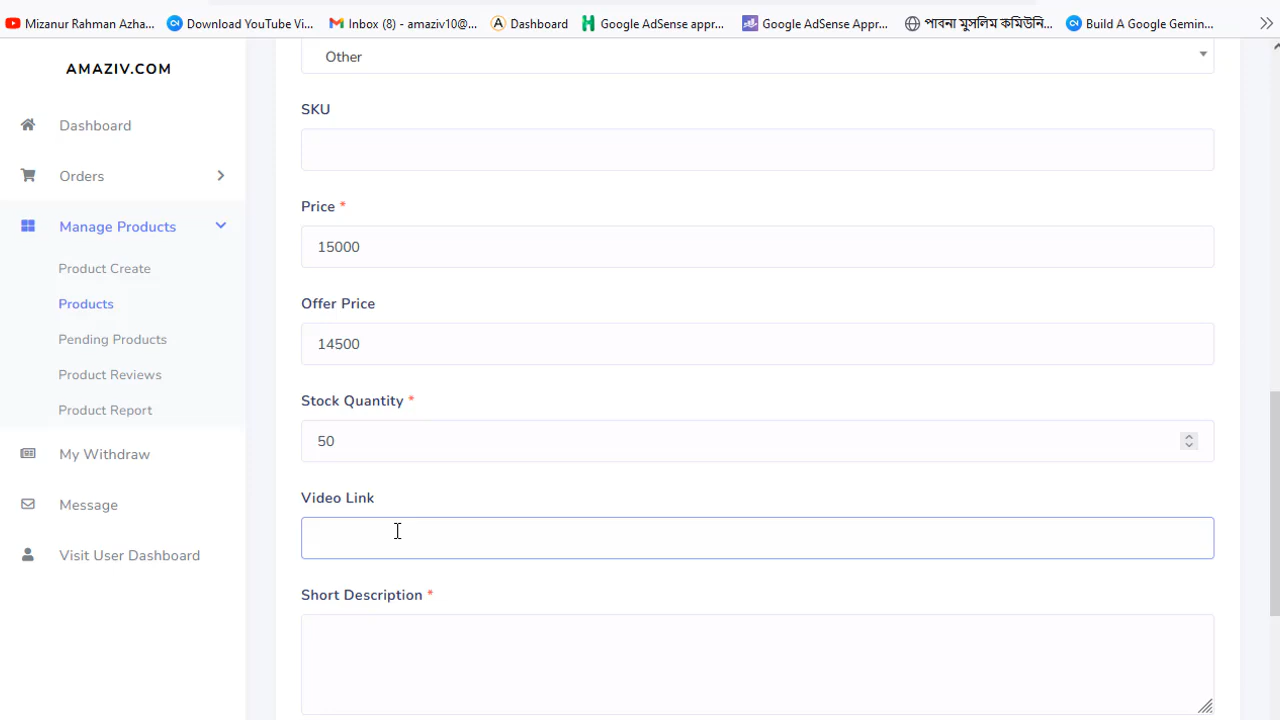 Mizanur Rahman Azha...
Download YouTube Vi...
Inbox (8) - amaziv10@...
Dashboard
Google AdSense appr...
Google AdSense Appr...
পাবনা মুসলিম কমিউনি...
Build A Google Gemin...
AMAZIV.COM
Dashboard
Orders
Manage Products
Product Create
Products
Pending Products
Product Reviews
Product Report
My Withdraw
Message
Visit User Dashboard
Other
SKU
Price *
15000
Offer Price
14500
Stock Quantity *
50
Video Link
Short Description *